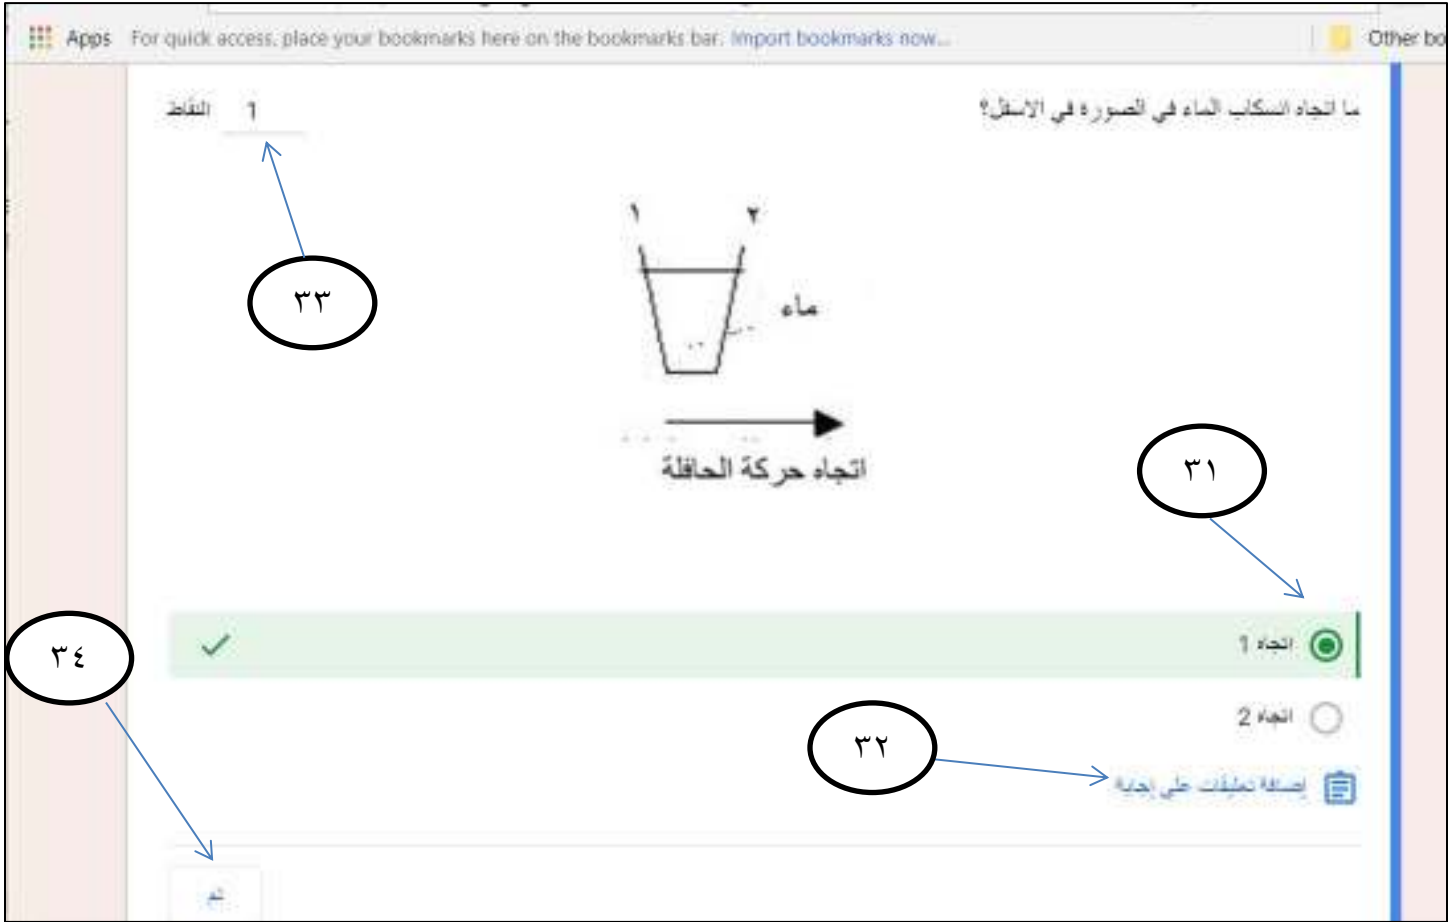 Apps For quick access, place your bookmarks here on the bookmarks bar. Import bookmarks now... Other bo
ما اتجاه انسكاب الماء في الصورة في الاسفل؟
1 النقاط
٣٣
١ ٢
ماء
اتجاه حركة الحافلة
٣١
اتجاه 1
٣٤
اتجاه 2
٣٢
إضافة تعليقات على إجابة
تم